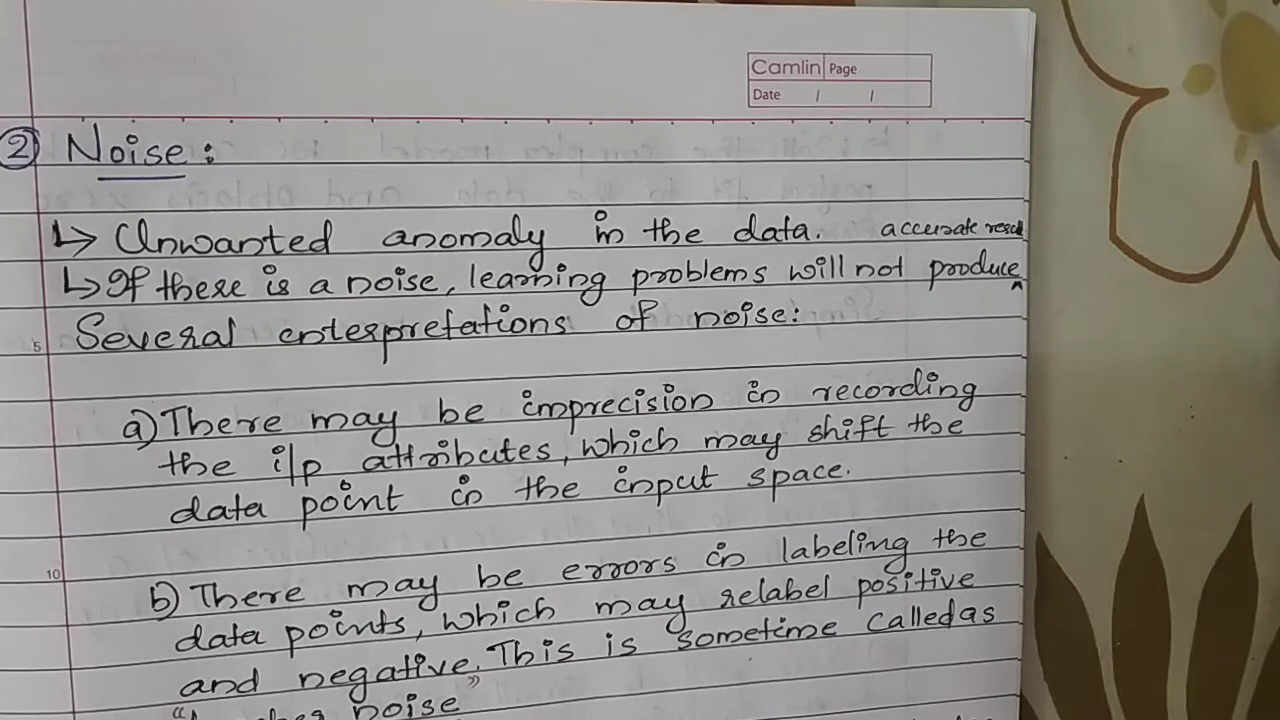 Camlin Page
Date / /
② Noise:
↳ Unwanted anomaly in the data.
↳ If there is a noise, learning problems will not produce ^ accurate
Several enterpretations of noise:
5
a) There may be imprecision in recording
the i/p attributes, which may shift the
data point in the input space.
10
b) There may be errors in labeling the
data points, which may relabel positive
and negative. This is sometime called as
noise"